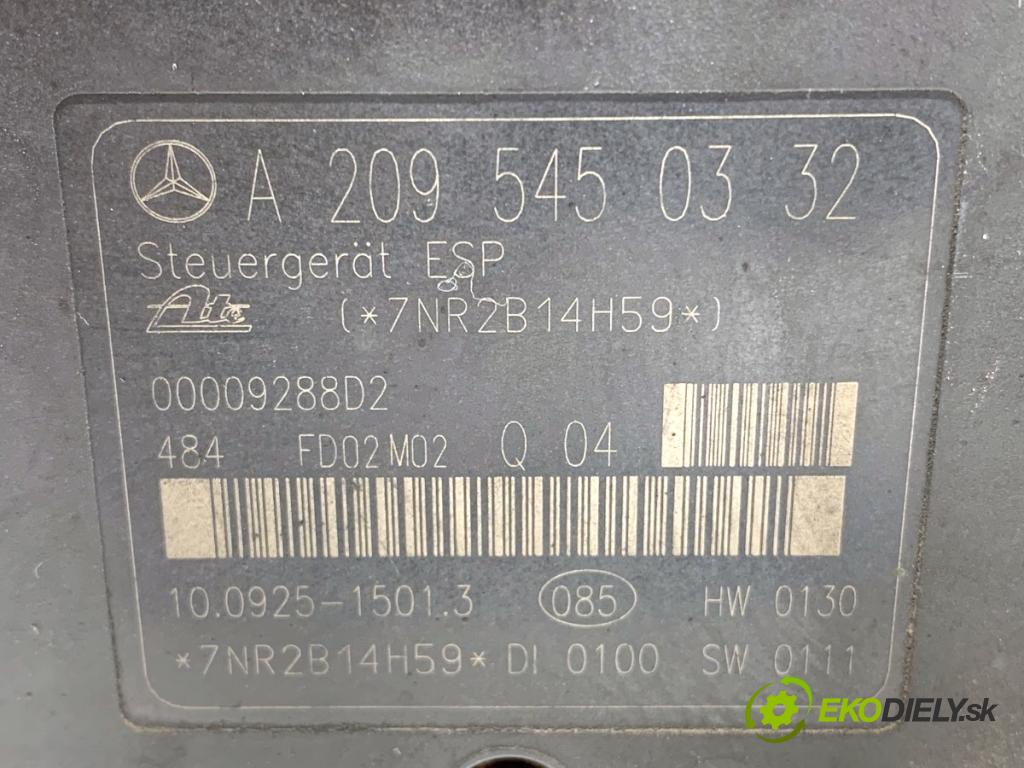 A 209 545 03 32
Steuergerät ESP
Ate (*7NR2B14H59*)
00009288D2
484 FD02M02 Q 04
10.0925-1501.3 085 HW 0130
*7NR2B14H59* DI 0100 SW 0111
EKODIELY.sk